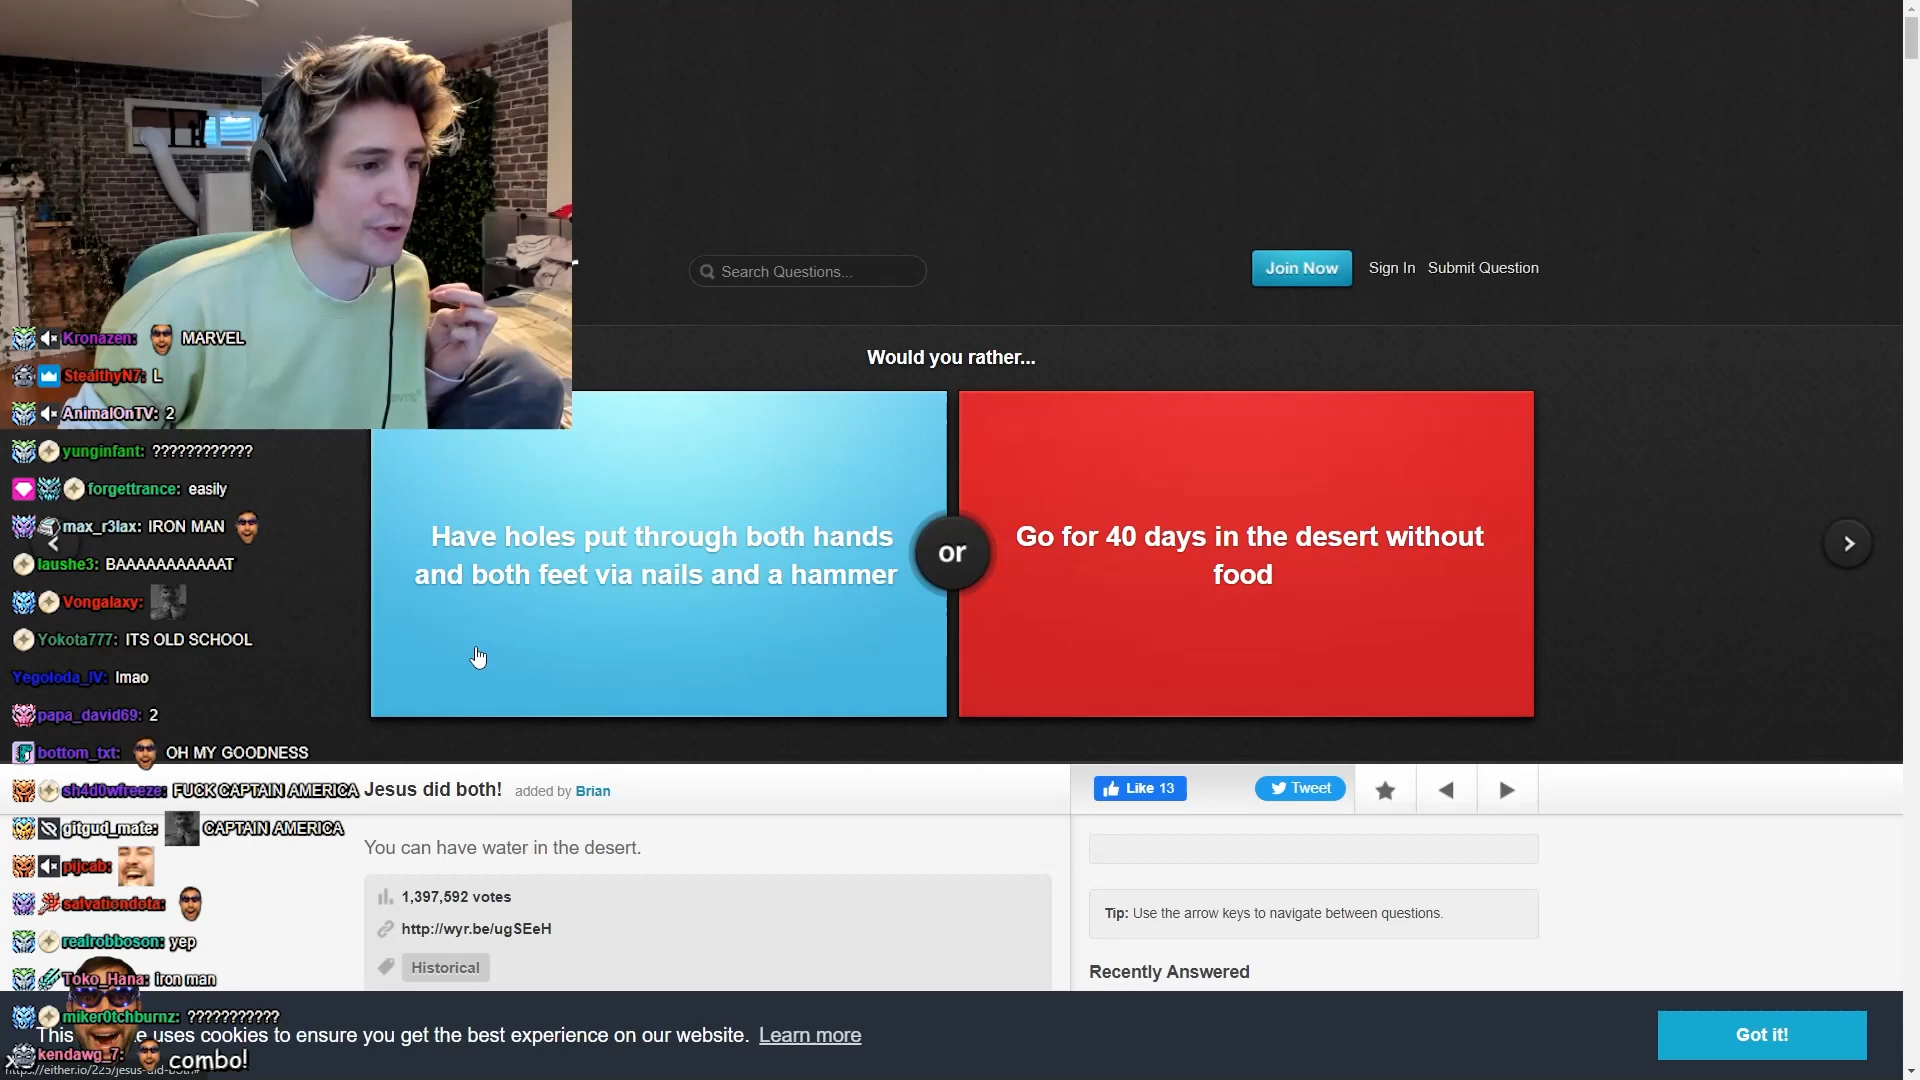 Search Questions...
Join Now
Sign In
Submit Question
Would you rather...
Have holes put through both hands
and both feet via nails and a hammer
or
Go for 40 days in the desert without
food
Kronazen: MARVEL
StealthyN7: L
AnimalOnTV: 2
yunginfant: ????????????
forgettrance: easily
max_r3lax: IRON MAN
laushe3: BAAAAAAAAAAT
Vongalaxy:
Yokota777: ITS OLD SCHOOL
Yegoloda_IV: lmao
papa_david69: 2
bottom_txt: OH MY GOODNESS
sh4d0wfreeze: FUCK CAPTAIN AMERICA
gitgud_mate: CAPTAIN AMERICA
pijcab:
salvationdota:
realrobboson: yep
Toko_Hana: iron man
miker0tchburnz: ???????????
kendawg_7:
combo!
Jesus did both! added by Brian
Like 13
Tweet
You can have water in the desert.
1,397,592 votes
http://wyr.be/ugSEeH
Historical
Tip: Use the arrow keys to navigate between questions.
Recently Answered
This uses cookies to ensure you get the best experience on our website. Learn more
Got it!